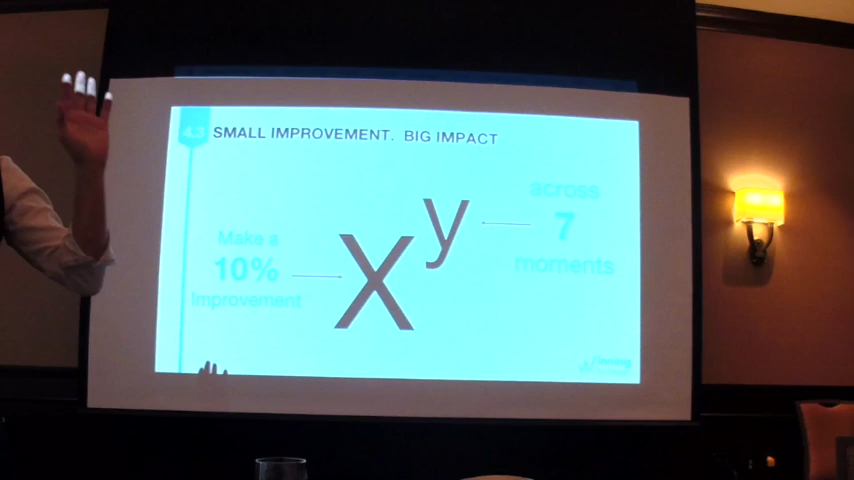 4.3 SMALL IMPROVEMENT. BIG IMPACT
Make a
10%
Improvement
x
y
across
7
moments